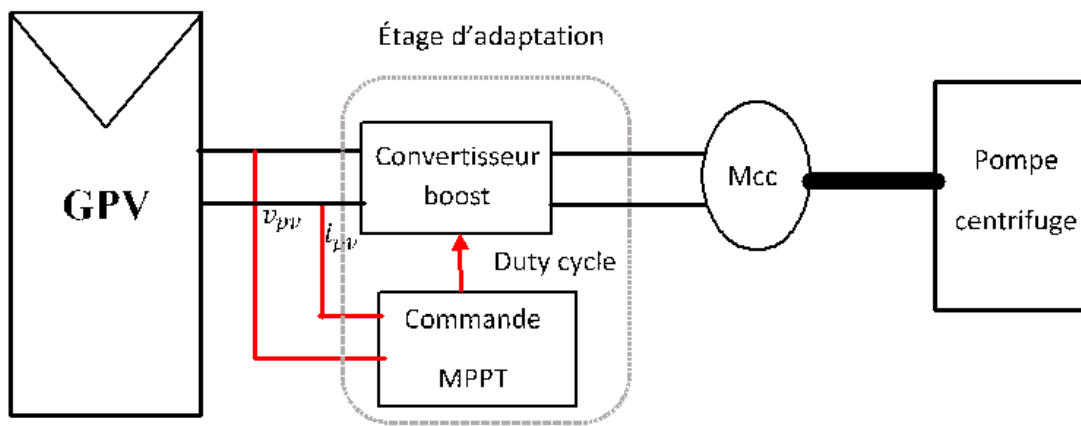 Étage d'adaptation
GPV
v_pv
i_pv
Convertisseur
boost
Duty cycle
Commande
MPPT
Mcc
Pompe
centrifuge